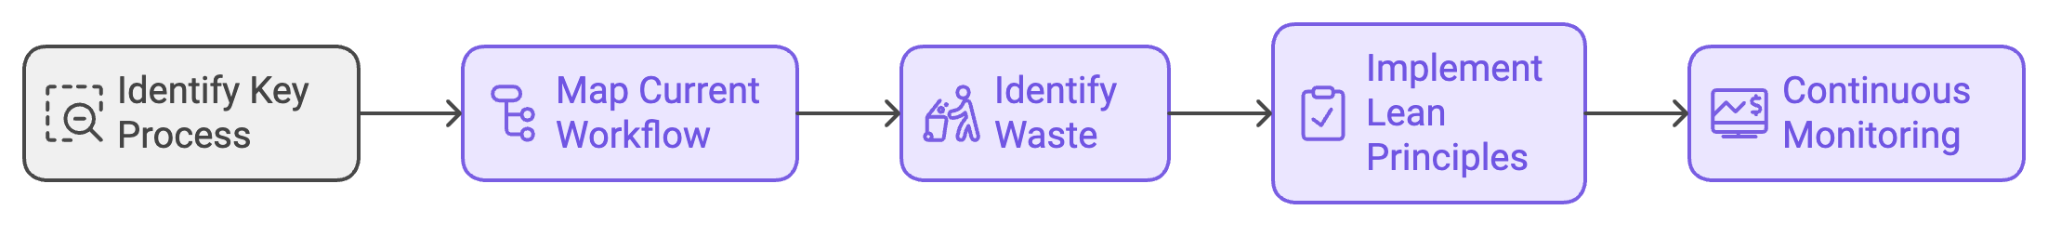 Identify Key
Process
Map Current
Workflow
Identify
Waste
Implement
Lean
Principles
$
Continuous
Monitoring